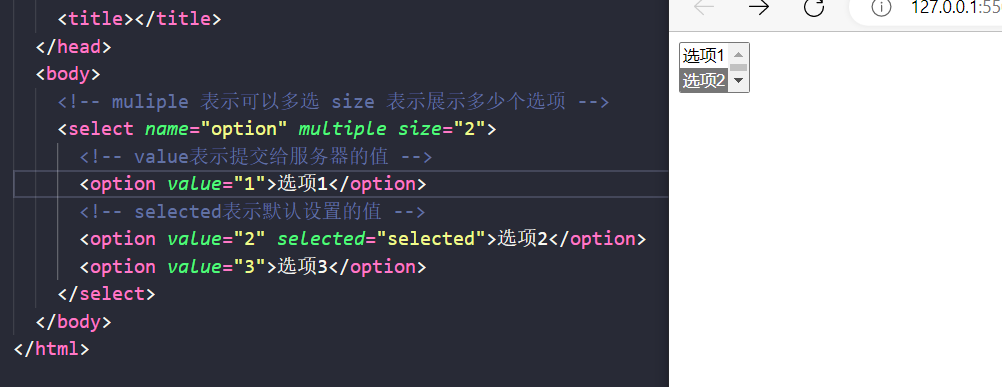 <title></title>
</head>
<body>
<!-- muliple 表示可以多选 size 表示展示多少个选项 -->
<select name="option" multiple size="2">
<!-- value表示提交给服务器的值 -->
<option value="1">选项1</option>
<!-- selected表示默认设置的值 -->
<option value="2" selected="selected">选项2</option>
<option value="3">选项3</option>
</select>
</body>
</html>
127.0.0.1:55
选项1
选项2